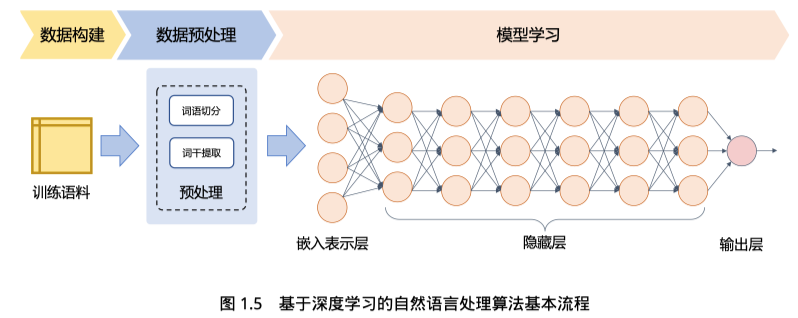 数据构建
数据预处理
模型学习
词语切分
词干提取
预处理
训练语料
嵌入表示层
隐藏层
输出层
图 1.5 基于深度学习的自然语言处理算法基本流程